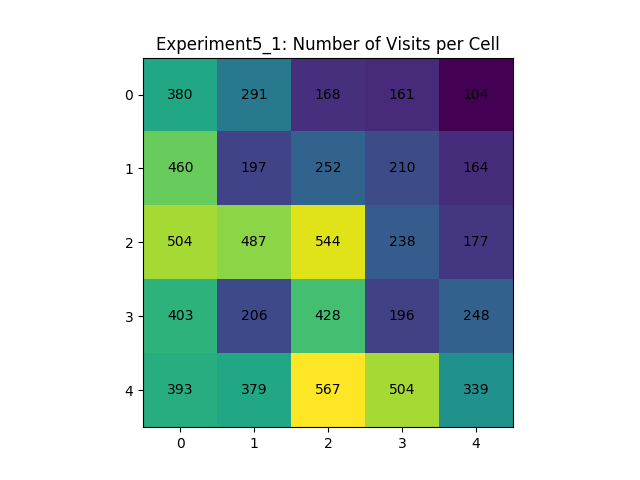 Experiment5_1: Number of Visits per Cell
0 380 291 168 161 104
1 460 197 252 210 164
2 504 487 544 238 177
3 403 206 428 196 248
4 393 379 567 504 339
0 1 2 3 4